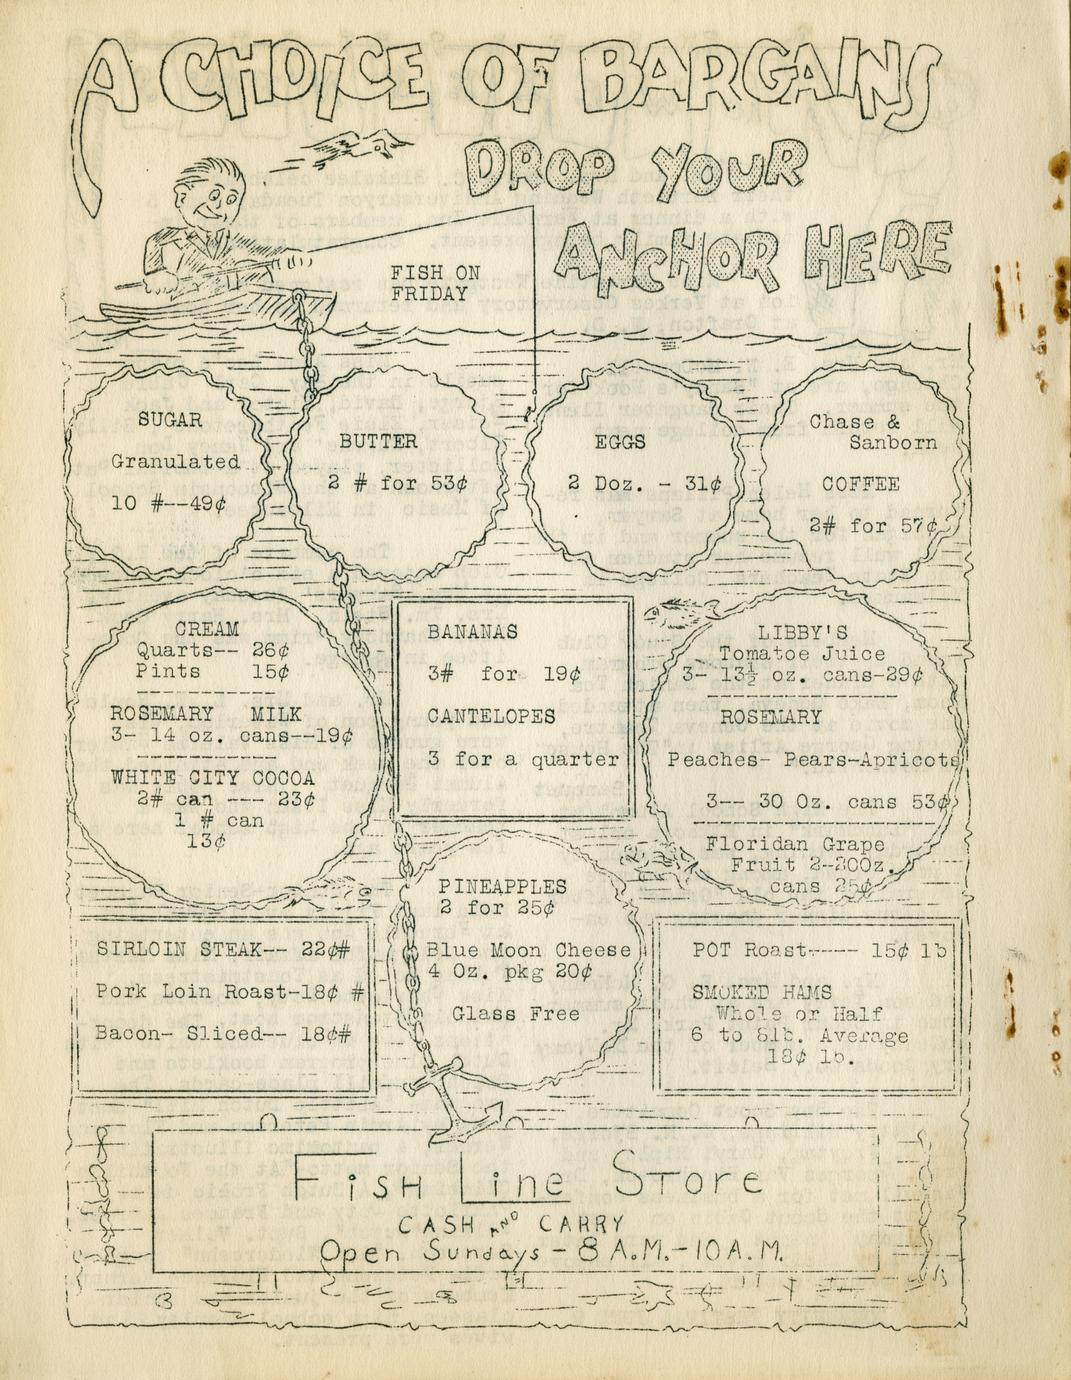 A CHOICE OF BARGAINS
DROP YOUR
ANCHOR HERE
FISH ON
FRIDAY
SUGAR
Granulated
10 #--49¢
BUTTER
2 # for 53¢
EGGS
2 Doz. - 31¢
Chase &
Sanborn
COFFEE
2# for 57¢
CREAM
Quarts-- 26¢
Pints 15¢
ROSEMARY MILK
3- 14 oz. cans--19¢
WHITE CITY COCOA
2# can --- 23¢
1 # can
13¢
BANANAS
3# for 19¢
CANTELOPES
3 for a quarter
LIBBY'S
Tomatoe Juice
3- 13½ oz. cans-29¢
ROSEMARY
Peaches- Pears-Apricots
3-- 30 Oz. cans 53¢
Floridan Grape
Fruit 2-20Oz.
cans 25¢
PINEAPPLES
2 for 25¢
Blue Moon Cheese
4 Oz. pkg 20¢
Glass Free
SIRLOIN STEAK-- 22¢#
Pork Loin Roast-18¢ #
Bacon- Sliced-- 18¢#
POT Roast----- 15¢ lb
SMOKED HAMS
Whole or Half
6 to 8lb. Average
18¢ lb.
FISH LINE STORE
CASH AND CARRY
Open Sundays - 8 A.M.-10 A.M.